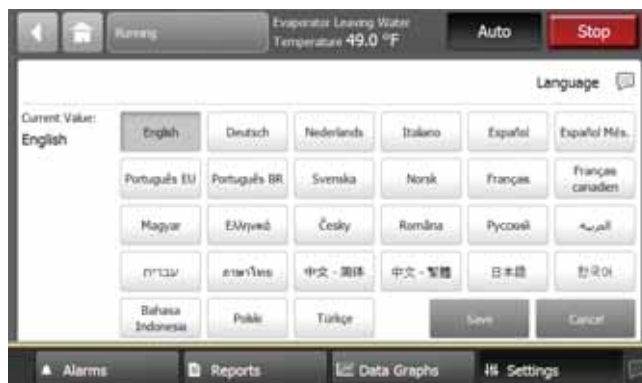 Running
Evaporator Leaving Water
Temperature 49.0 °F
Auto
Stop
Language
Current Value:
English
English
Deutsch
Nederlands
Italiano
Español
Español Méx.
Português EU
Português BR
Svenska
Norsk
Français
Français
canadien
Magyar
Ελληνικά
Česky
Româna
Русский
العربية
עברית
ภาษาไทย
中文 - 简体
中文 - 繁體
日本語
한국어
Bahasa
Indonesia
Polski
Türkçe
Save
Cancel
Alarms
Reports
Data Graphs
Settings